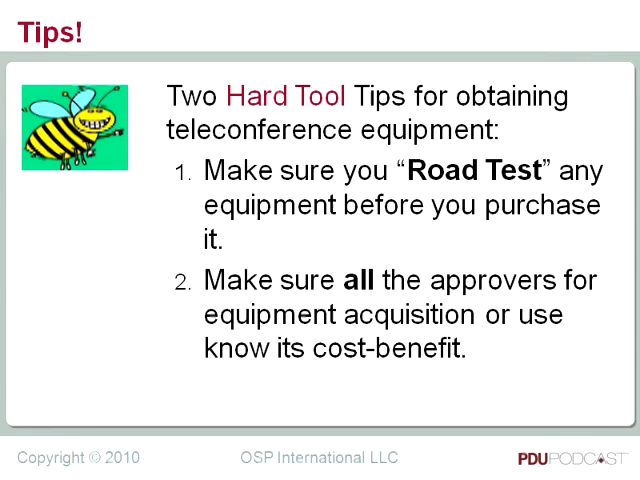 Tips!
Two Hard Tool Tips for obtaining
teleconference equipment:
1. Make sure you “Road Test” any
equipment before you purchase
it.
2. Make sure all the approvers for
equipment acquisition or use
know its cost-benefit.
Copyright © 2010 OSP International LLC PDUPODCAST